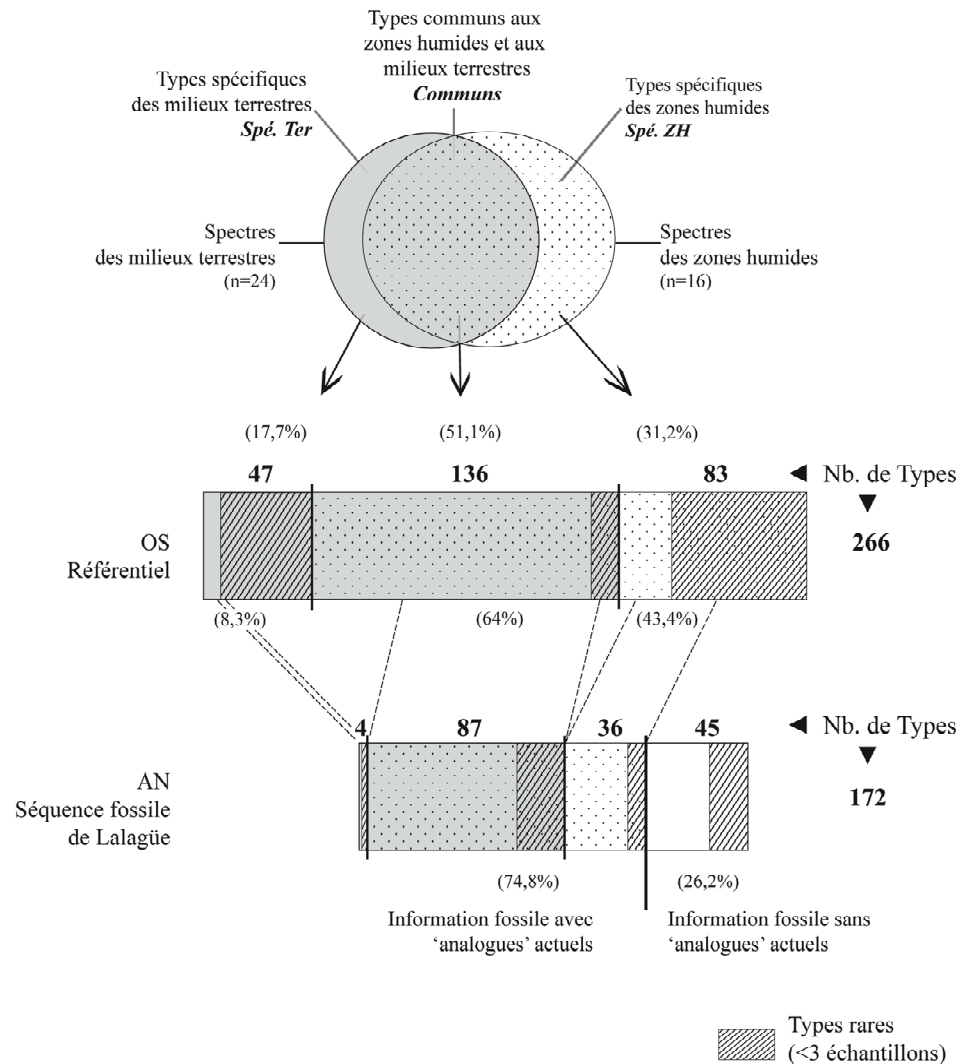 Types communs aux
zones humides et aux
milieux terrestres
Communs
Types spécifiques
des milieux terrestres
Spé. Ter
Types spécifiques
des zones humides
Spé. ZH
Spectres
des milieux terrestres
(n=24)
Spectres
des zones humides
(n=16)
(17,7%) (51,1%) (31,2%)
47 136 83 Nb. de Types
266
OS
Référentiel
(8,3%) (64%) (43,4%)
4 87 36 45 Nb. de Types
172
AN
Séquence fossile
de Lalagüe
(74,8%) (26,2%)
Information fossile avec
‘analogues’ actuels
Information fossile sans
‘analogues’ actuels
Types rares
(<3 échantillons)